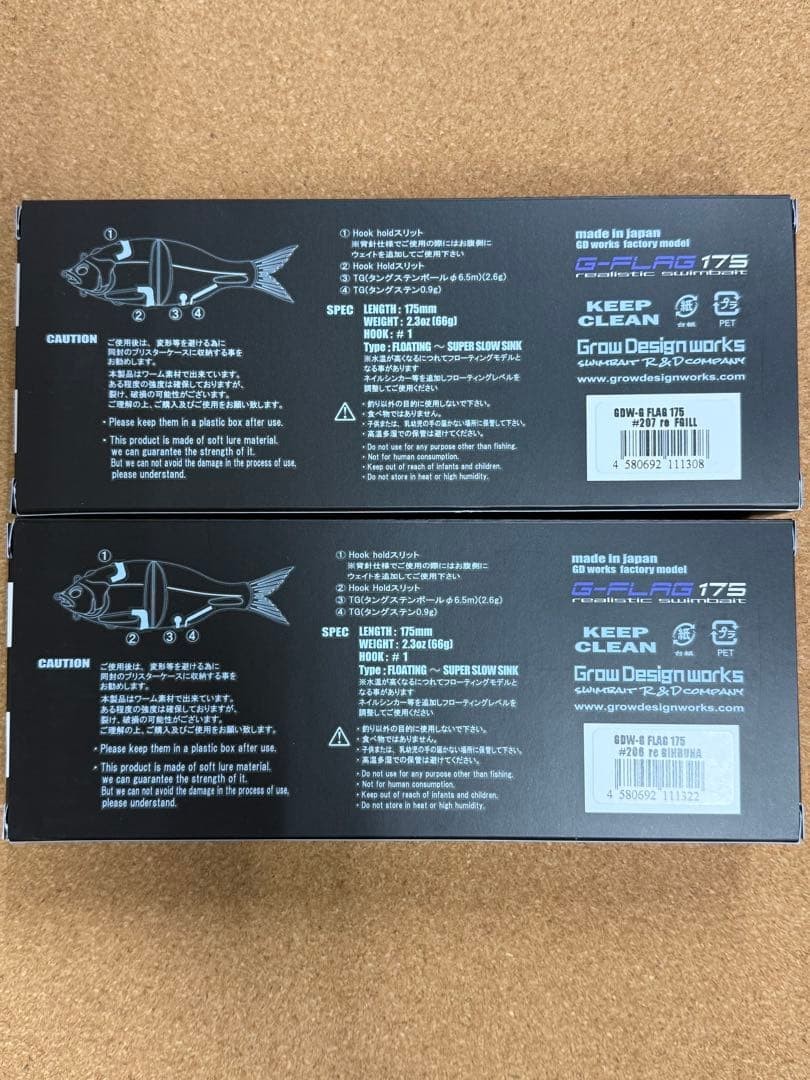 ①
② ③ ④
① Hook holdスリット
※背針仕様でご使用の際にはお腹側に
ウェイトを追加してご使用下さい
② Hook Holdスリット
③ TG(タングステンボールφ6.5m)(2.6g)
④ TG(タングステン0.9g)
SPEC LENGTH : 175mm
WEIGHT : 2.3oz (66g)
HOOK : # 1
Type ; FLOATING ～ SUPER SLOW SINK
※水温が高くなるにつれてフローティングモデルと
なる事があります
ネイルシンカー等を追加しフローティングレベルを
調整してご使用ください
CAUTION
ご使用後は、変形等を避ける為に
同封のブリスターケースに収納する事を
お勧めします。
本製品はワーム素材で出来ています。
ある程度の強度は確保しておりますが、
裂け、破損の可能性がございます。
ご理解の上、ご購入及びご使用をお願い致します。
・Please keep them in a plastic box after use.
・This product is made of soft lure material.
we can guarantee the strength of it.
But we can not avoid the damage in the process of use,
please understand.
・釣り以外の目的に使用しないで下さい。
・食べ物ではありません。
・子供または、乳幼児の手の届かない場所に保管して下さい。
・高温多湿での保管は避けてください。
・Do not use for any purpose other than fishing.
・Not for human consumption.
・Keep out of reach of infants and children.
・Do not store in heat or high humidity.
made in japan
GD works factory model
G-FLAG 175
realistic swimbait
KEEP
CLEAN
紙
台紙
プラ
PET
Grow Design works
SWIMBAIT R&D COMPANY
www.growdesignworks.com
GDW-G FLAG 175
#207 re FGILL
4 580692 111308
①
② ③ ④
① Hook holdスリット
※背針仕様でご使用の際にはお腹側に
ウェイトを追加してご使用下さい
② Hook Holdスリット
③ TG(タングステンボールφ6.5m)(2.6g)
④ TG(タングステン0.9g)
SPEC LENGTH : 175mm
WEIGHT : 2.3oz (66g)
HOOK : # 1
Type ; FLOATING ～ SUPER SLOW SINK
※水温が高くなるにつれてフローティングモデルと
なる事があります
ネイルシンカー等を追加しフローティングレベルを
調整してご使用ください
CAUTION
ご使用後は、変形等を避ける為に
同封のブリスターケースに収納する事を
お勧めします。
本製品はワーム素材で出来ています。
ある程度の強度は確保しておりますが、
裂け、破損の可能性がございます。
ご理解の上、ご購入及びご使用をお願い致します。
・Please keep them in a plastic box after use.
・This product is made of soft lure material.
we can guarantee the strength of it.
But we can not avoid the damage in the process of use,
please understand.
・釣り以外の目的に使用しないで下さい。
・食べ物ではありません。
・子供または、乳幼児の手の届かない場所に保管して下さい。
・高温多湿での保管は避けてください。
・Do not use for any purpose other than fishing.
・Not for human consumption.
・Keep out of reach of infants and children.
・Do not store in heat or high humidity.
made in japan
GD works factory model
G-FLAG 175
realistic swimbait
KEEP
CLEAN
紙
台紙
プラ
PET
Grow Design works
SWIMBAIT R&D COMPANY
www.growdesignworks.com
GDW-G FLAG 175
#206 re GINBUNA
4 580692 111322